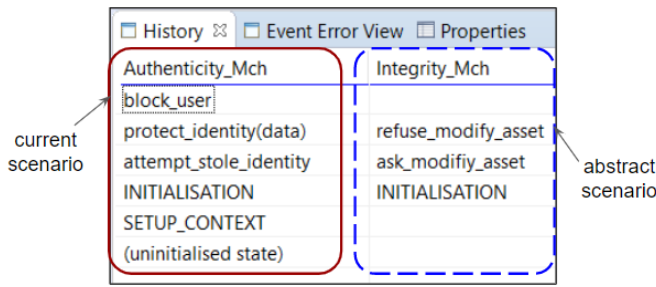 History Event Error View Properties
Authenticity_Mch Integrity_Mch
block_user
protect_identity(data) refuse_modify_asset
attempt_stole_identity ask_modifiy_asset
INITIALISATION INITIALISATION
SETUP_CONTEXT
(uninitialised state)
current
scenario
abstract
scenario